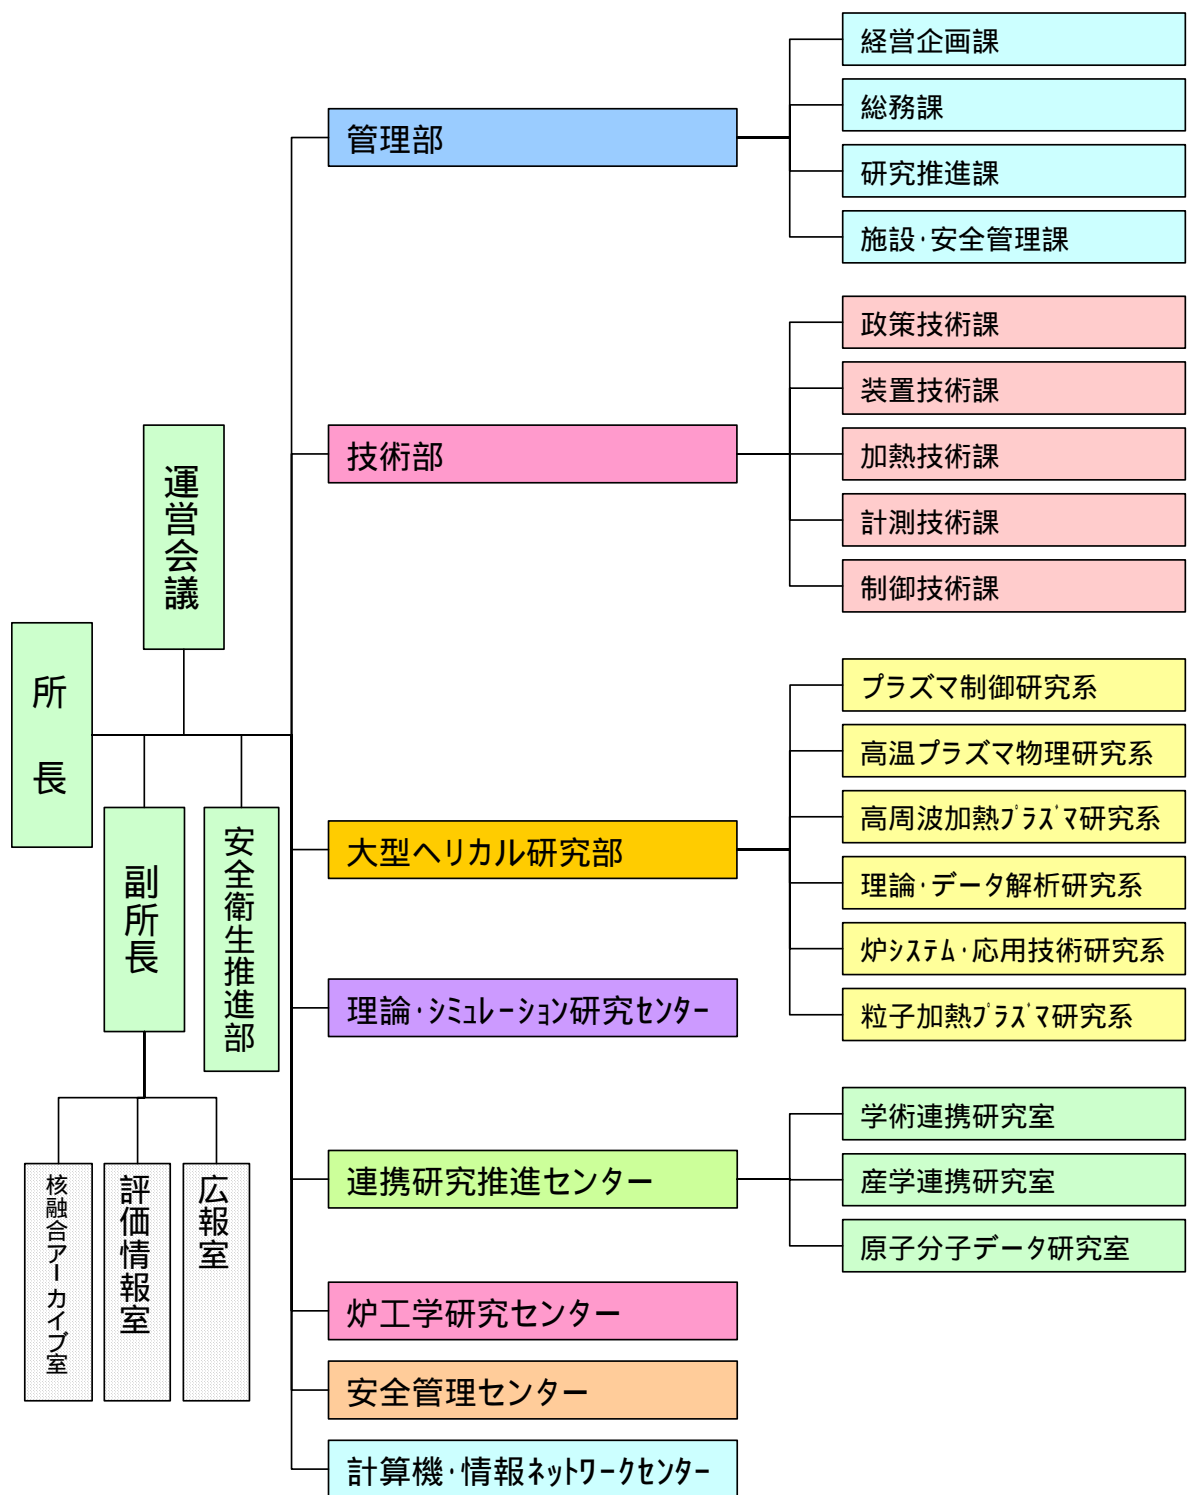 所長
運営会議
副所長
安全衛生推進部
核融合アーカイブ室
評価情報室
広報室
管理部
経営企画課
総務課
研究推進課
施設・安全管理課
技術部
政策技術課
装置技術課
加熱技術課
計測技術課
制御技術課
大型ヘリカル研究部
プラズマ制御研究系
高温プラズマ物理研究系
高周波加熱ﾌﾟﾗｽﾞﾏ研究系
理論・データ解析研究系
炉ｼｽﾃﾑ・応用技術研究系
粒子加熱ﾌﾟﾗｽﾞﾏ研究系
理論・ｼﾐｭﾚｰｼｮﾝ研究ｾﾝﾀｰ
連携研究推進センター
学術連携研究室
産学連携研究室
原子分子データ研究室
炉工学研究センター
安全管理センター
計算機・情報ﾈｯﾄﾜｰｸｾﾝﾀｰ